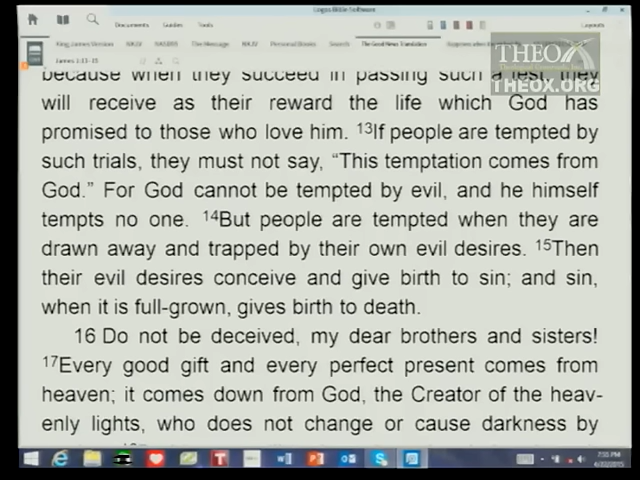 Logos Bible Software
Documents Guides Tools
Layouts
King James Version NKJV NASB95 The Message NKJV Personal Books Search The Good News Translation
James 1:13-15
THEOX
THEOX.ORG
because when they succeed in passing such a test, they
will receive as their reward the life which God has
promised to those who love him. 13If people are tempted by
such trials, they must not say, “This temptation comes from
God.” For God cannot be tempted by evil, and he himself
tempts no one. 14But people are tempted when they are
drawn away and trapped by their own evil desires. 15Then
their evil desires conceive and give birth to sin; and sin,
when it is full-grown, gives birth to death.
16 Do not be deceived, my dear brothers and sisters!
17Every good gift and every perfect present comes from
heaven; it comes down from God, the Creator of the heav-
enly lights, who does not change or cause darkness by
7:55 PM